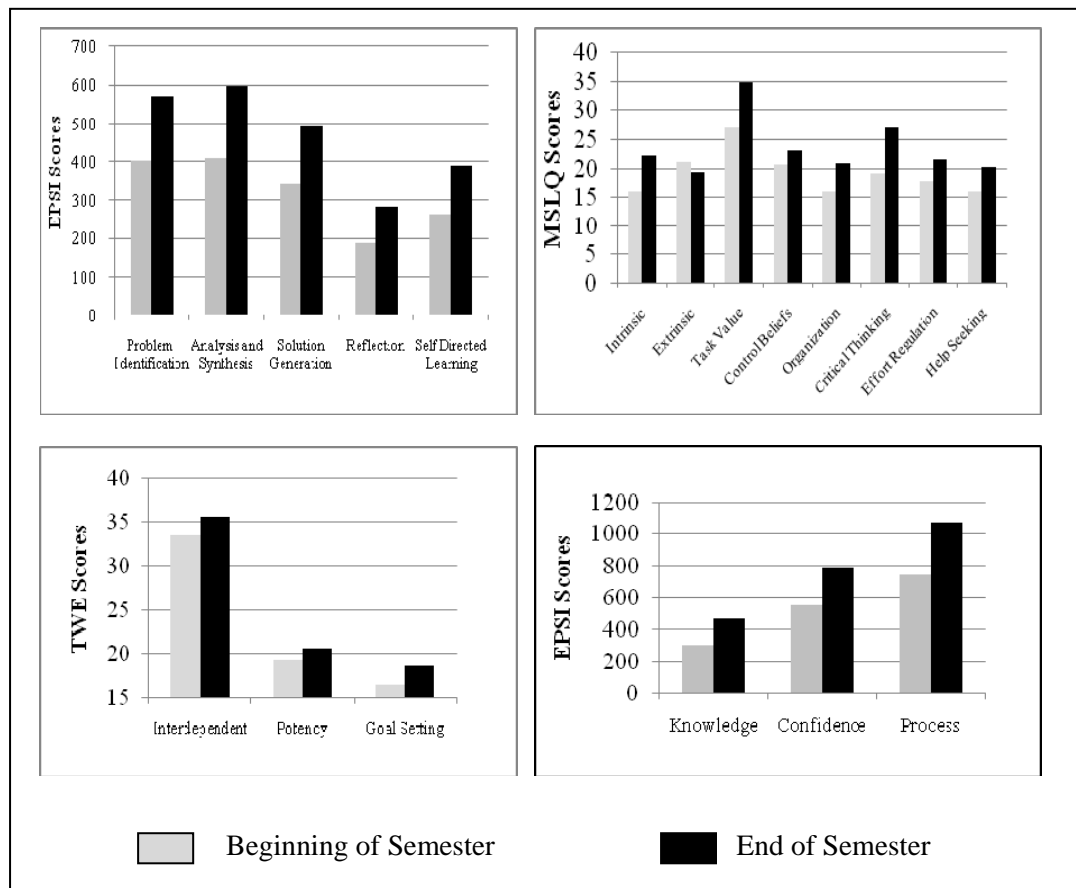 700
600
500
400
300
200
100
0
EPSI Scores
Problem Identification
Analysis and Synthesis
Solution Generation
Reflection
Self Directed Learning
40
35
30
25
20
15
10
5
0
MSLQ Scores
Intrinsic
Extrinsic
Task Value
Control Beliefs
Organization
Critical Thinking
Effort Regulation
Help Seeking
40
35
30
25
20
15
TWE Scores
Interdependent
Potency
Goal Setting
1200
1000
800
600
400
200
0
EPSI Scores
Knowledge
Confidence
Process
Beginning of Semester
End of Semester